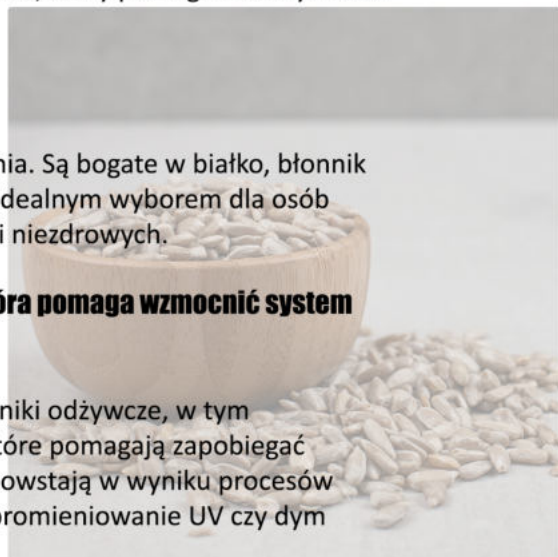 nia. Są bogate w białko, błonnik
dealnym wyborem dla osób
i niezdrowych.
óra pomaga wzmocnić system
niki odżywcze, w tym
tóre pomagają zapobiegać
owstają w wyniku procesów
promieniowanie UV czy dym